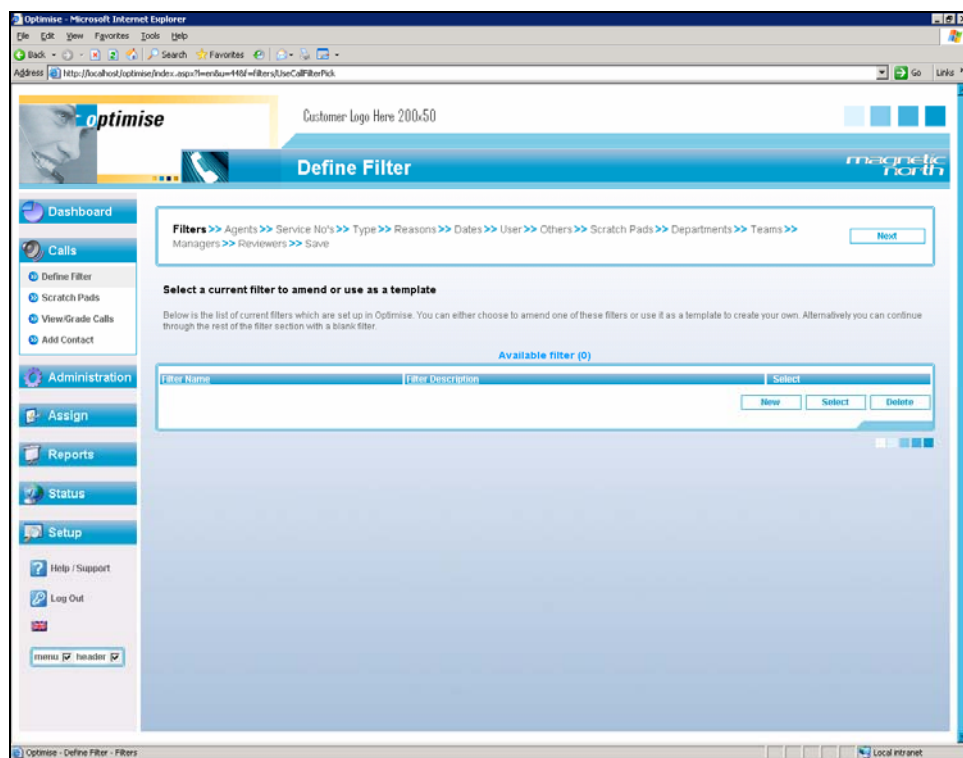 Optimise - Microsoft Internet Explorer
File Edit View Favorites Tools Help
Back Search Favorites
Address http://localhost/optimise/index.aspx?l=en&u=448f=filters/UseCallFilterPick Go Links
optimise
Customer Logo Here 200x50
Define Filter
magnetic north
Dashboard
Calls
Define Filter
Scratch Pads
View/Grade Calls
Add Contact
Administration
Assign
Reports
Status
Setup
Help / Support
Log Out
menu header
Filters >> Agents >> Service No's >> Type >> Reasons >> Dates >> User >> Others >> Scratch Pads >> Departments >> Teams >>
Managers >> Reviewers >> Save
Next
Select a current filter to amend or use as a template
Below is the list of current filters which are set up in Optimise. You can either choose to amend one of these filters or use it as a template to create your own. Alternatively you can continue
through the rest of the filter section with a blank filter.
Available filter (0)
Filter Name Filter Description Select
New Select Delete
Optimise - Define Filter - Filters
Local intranet